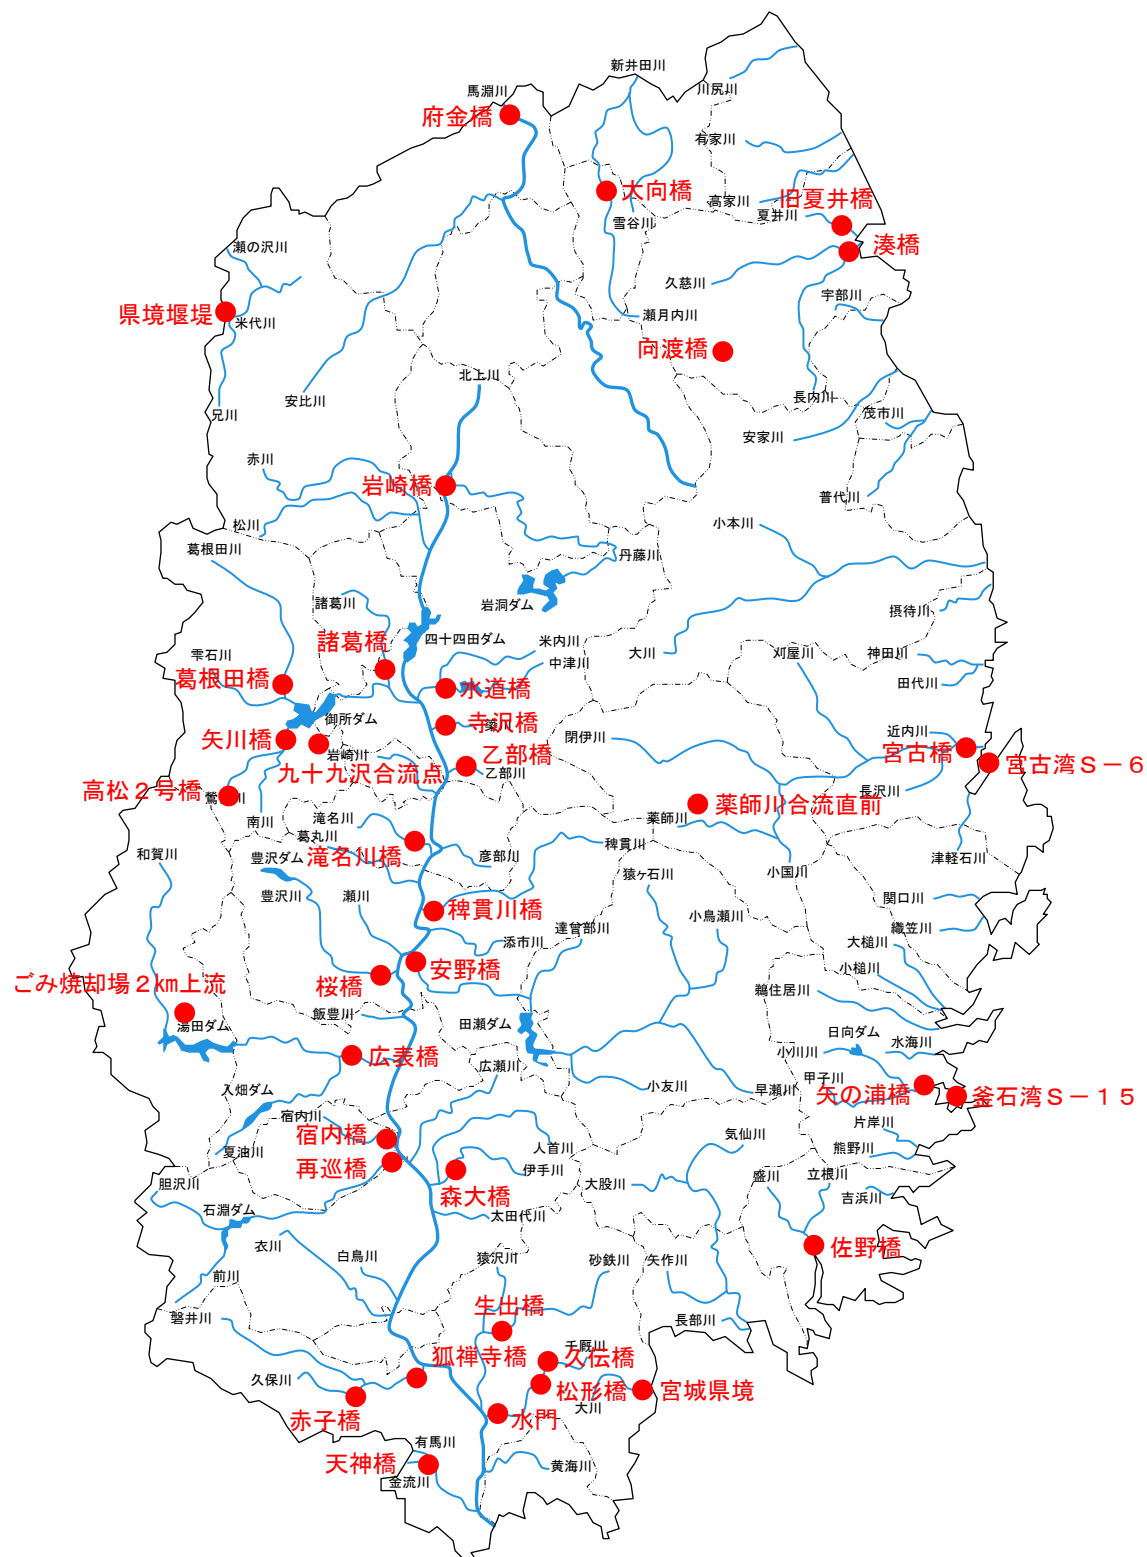 新井田川
馬淵川
川尻川
府金橋
有家川
大向橋
高家川
旧夏井橋
夏井川
雪谷川
瀬の沢川
湊橋
久慈川
宇部川
県境堰堤
米代川
瀬月内川
向渡橋
北上川
安比川
長内川
兄川
茂市川
安家川
赤川
岩崎橋
普代川
松川
小本川
葛根田川
丹藤川
諸葛川
岩洞ダム
摂待川
四十四田ダム
米内川
諸葛橋
雫石川
大川
刈屋川
神田川
中津川
葛根田橋
水道橋
田代川
御所ダム
寺沢橋
簗川
近内川
閉伊川
矢川橋
宮古橋
岩崎川
乙部橋
宮古湾Ｓ－６
九十九沢合流点
乙部川
高松２号橋
鶯宿川
長沢川
薬師川合流直前
南川
滝名川
薬師川
葛丸川
稗貫川
和賀川
豊沢ダム
滝名川橋
彦部川
津軽石川
猿ヶ石川
小国川
豊沢川
瀬川
関口川
稗貫川橋
小鳥瀬川
達曽部川
織笠川
添市川
大槌川
安野橋
小槌川
ごみ焼却場２㎞上流
桜橋
鵜住居川
飯豊川
湯田ダム
田瀬ダム
日向ダム
水海川
広表橋
小川川
広瀬川
甲子川
入畑ダム
小友川
早瀬川
矢の浦橋
釜石湾Ｓ－１５
宿内川
片岸川
宿内橋
気仙川
夏油川
人首川
熊野川
再巡橋
伊手川
胆沢川
森大橋
大股川
盛川
立根川
吉浜川
石淵ダム
太田代川
衣川
佐野橋
白鳥川
猿沢川
砂鉄川
矢作川
前川
生出橋
磐井川
長部川
千厩川
狐禅寺橋
久伝橋
久保川
松形橋
宮城県境
大川
赤子橋
水門
有馬川
天神橋
黄海川
金流川